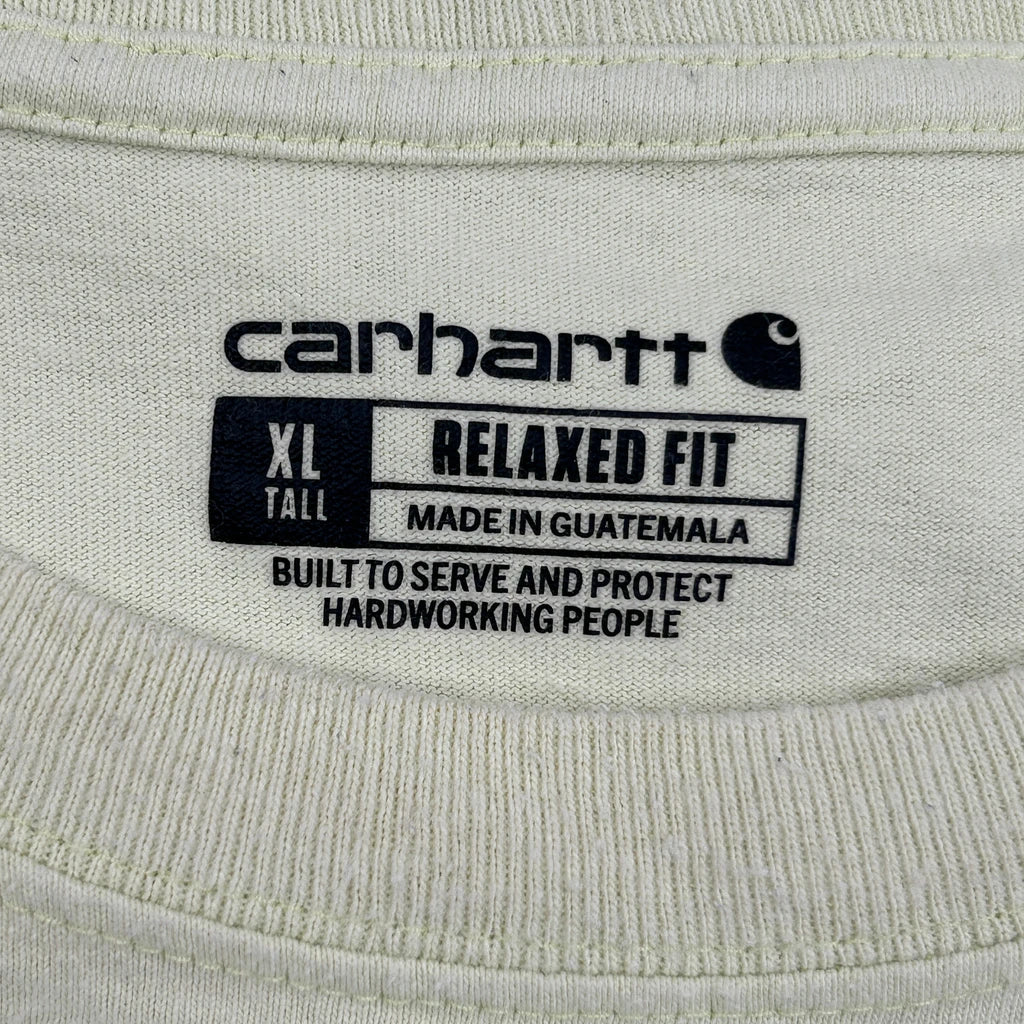 carhartt
XL
TALL
RELAXED FIT
MADE IN GUATEMALA
BUILT TO SERVE AND PROTECT
HARDWORKING PEOPLE